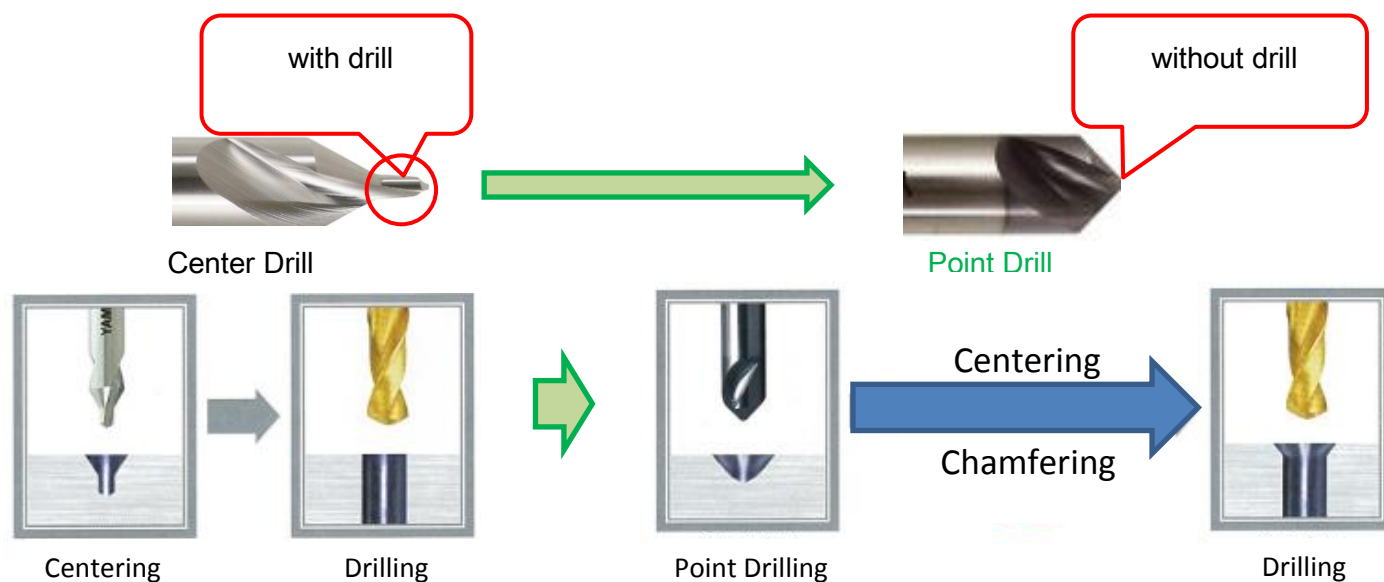 with drill
without drill
Center Drill
Point Drill
YAM
Centering
Chamfering
Centering
Drilling
Point Drilling
Drilling